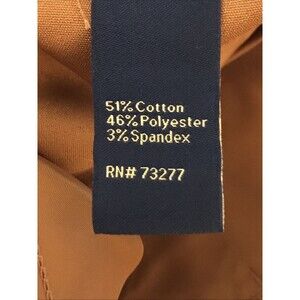 51% Cotton
46% Polyester
3% Spandex
RN# 73277